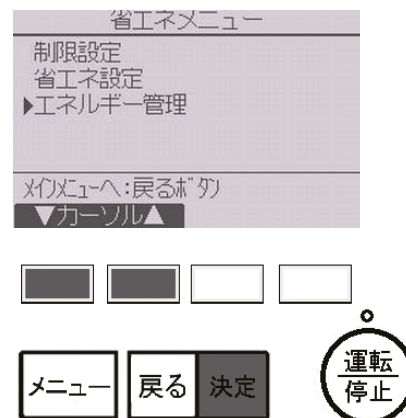 省エネメニュー
制限設定
省エネ設定
▶エネルギー管理
メインメニューへ:戻るボタン
▼カーソル▲
メニュー 戻る 決定
運転
停止